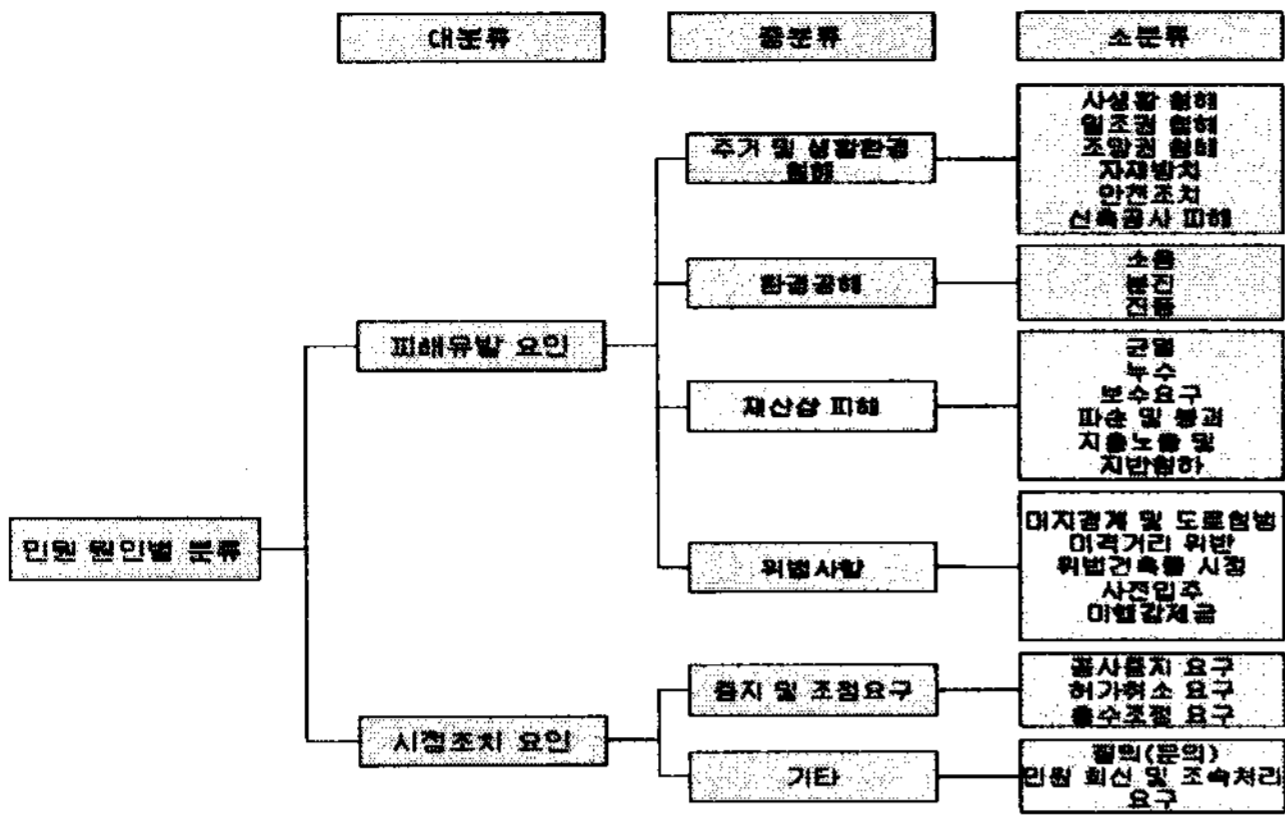 대분류
중분류
소분류
민원 원인별 분류
피해유발 요인
주거 및 생활환경
침해
사생활 침해
일조권 침해
조망권 침해
자재방치
안전조치
신축공사 피해
환경공해
소음
분진
진동
재산상 피해
균열
누수
보수요구
파손 및 붕괴
지층노출 및
지반침하
위법사항
대지경계 및 도로침범
이격거리 위반
위법건축물 시정
사전입주
이행강제금
시정조치 요인
중지 및 조정요구
공사중지 요구
허가취소 요구
층수조정 요구
기타
질의(문의)
민원 회신 및 조속처리
요구